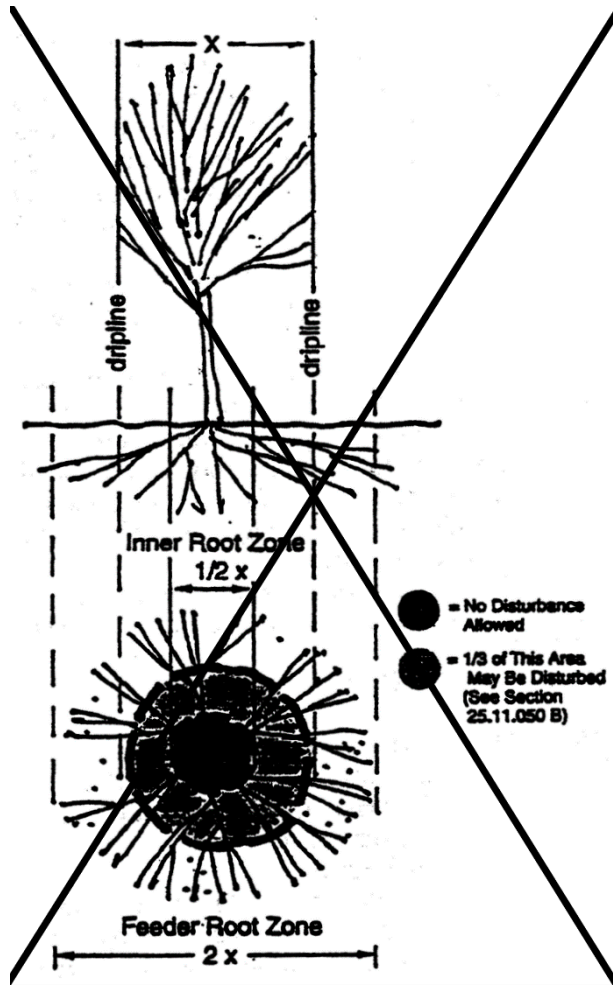 X
dripline
dripline
Inner Root Zone
1/2 x
= No Disturbance
Allowed
= 1/3 of This Area
May Be Disturbed
(See Section
25.11.050 B)
Feeder Root Zone
2 x